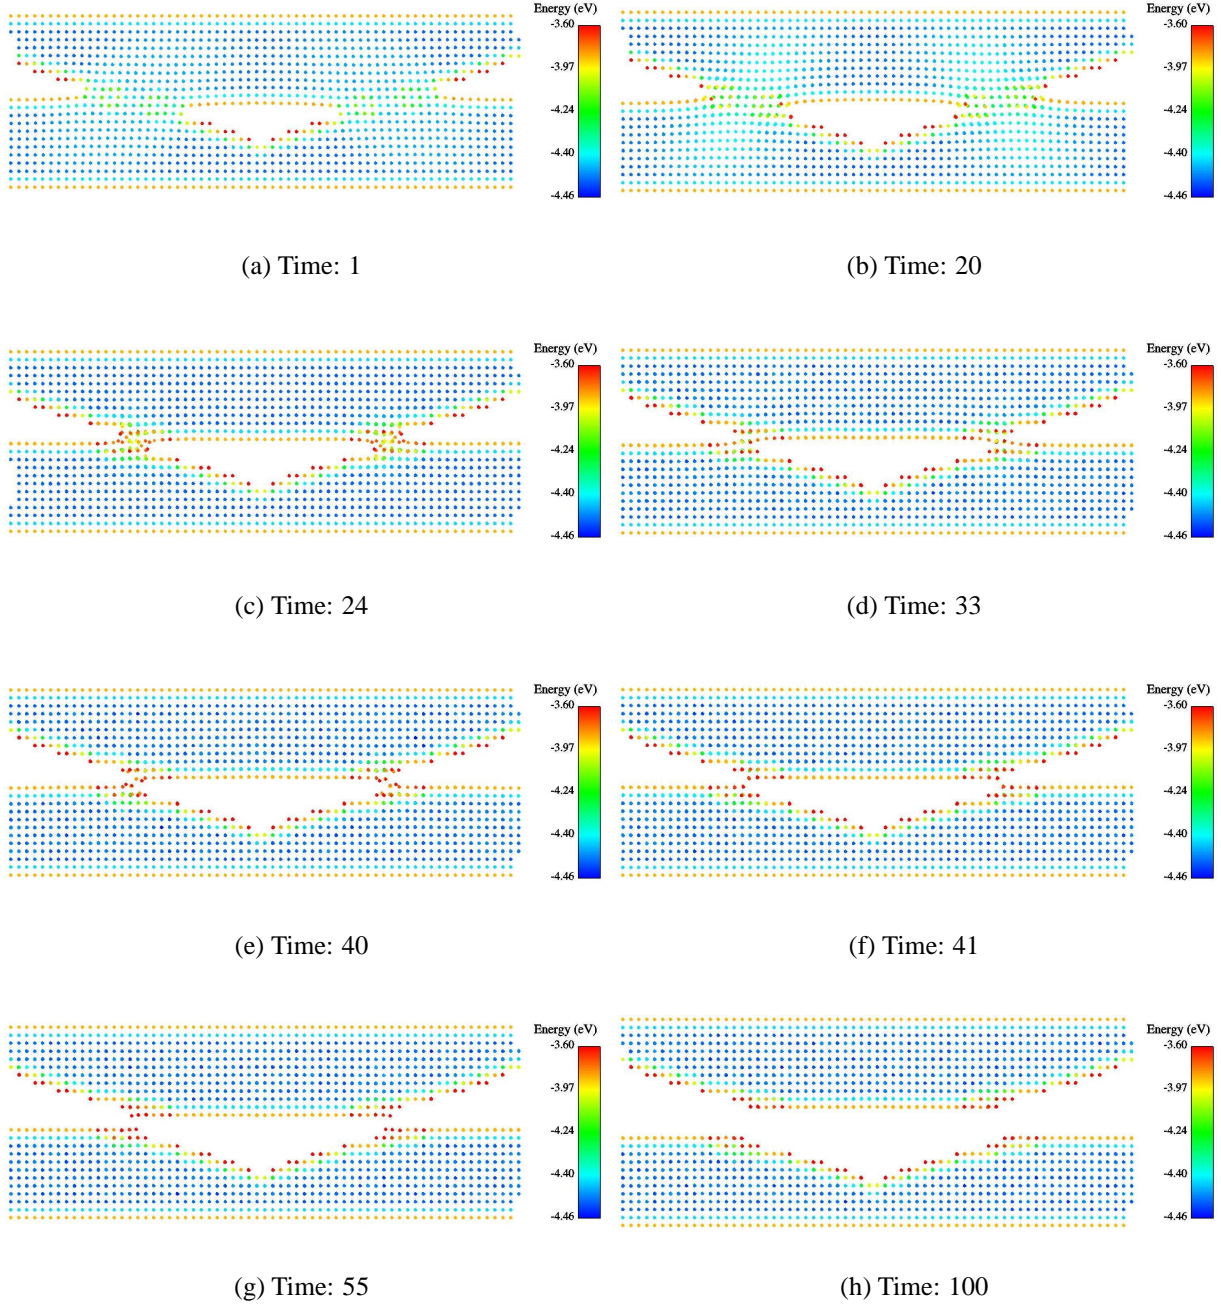 Energy (eV)
-3.60
-3.97
-4.24
-4.40
-4.46
(a) Time: 1
Energy (eV)
-3.60
-3.97
-4.24
-4.40
-4.46
(b) Time: 20
Energy (eV)
-3.60
-3.97
-4.24
-4.40
-4.46
(c) Time: 24
Energy (eV)
-3.60
-3.97
-4.24
-4.40
-4.46
(d) Time: 33
Energy (eV)
-3.60
-3.97
-4.24
-4.40
-4.46
(e) Time: 40
Energy (eV)
-3.60
-3.97
-4.24
-4.40
-4.46
(f) Time: 41
Energy (eV)
-3.60
-3.97
-4.24
-4.40
-4.46
(g) Time: 55
Energy (eV)
-3.60
-3.97
-4.24
-4.40
-4.46
(h) Time: 100